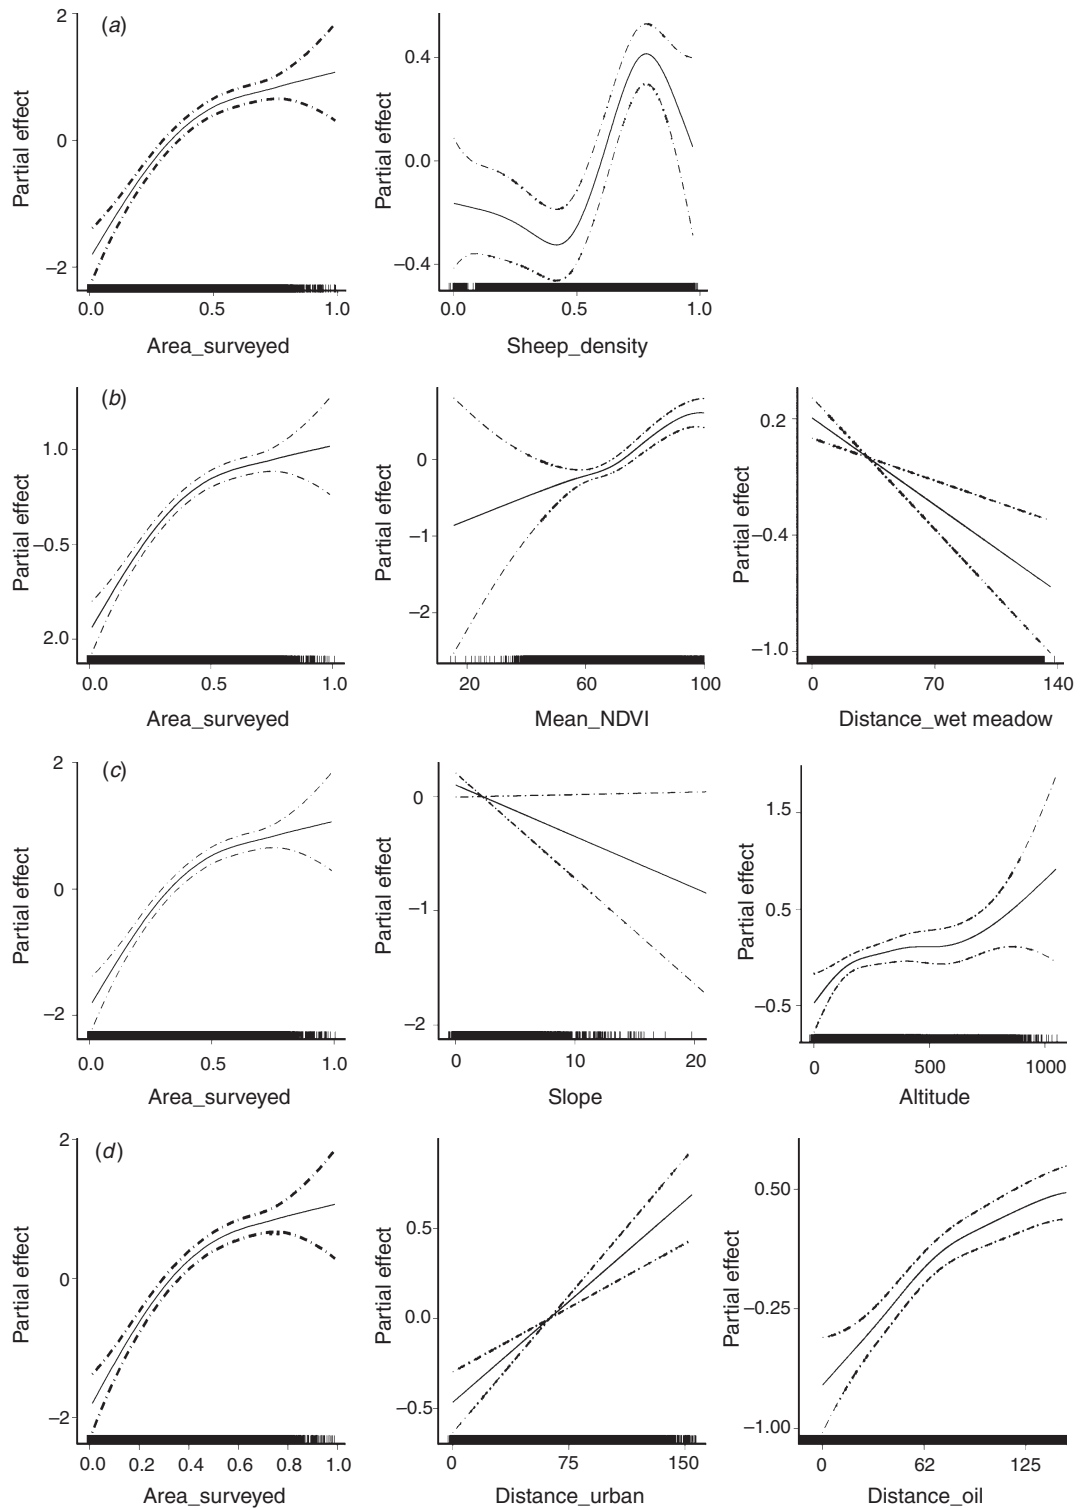 (a)
Partial effect
2
0
–2
0.0 0.5 1.0
Area_surveyed
Partial effect
0.4
0.0
–0.4
0.0 0.5 1.0
Sheep_density
(b)
Partial effect
1.0
–0.5
2.0
0.0 0.5 1.0
Area_surveyed
Partial effect
0
–1
–2
20 60 100
Mean_NDVI
Partial effect
0.2
–0.4
–1.0
0 70 140
Distance_wet meadow
(c)
Partial effect
2
0
–2
0.0 0.5 1.0
Area_surveyed
Partial effect
0
–1
–2
0 10 20
Slope
Partial effect
1.5
0.5
–0.5
0 500 1000
Altitude
(d)
Partial effect
2
0
–2
0.0 0.2 0.4 0.6 0.8 1.0
Area_surveyed
Partial effect
0.5
0.0
–0.5
0 75 150
Distance_urban
Partial effect
0.50
–0.25
–1.00
0 62 125
Distance_oil